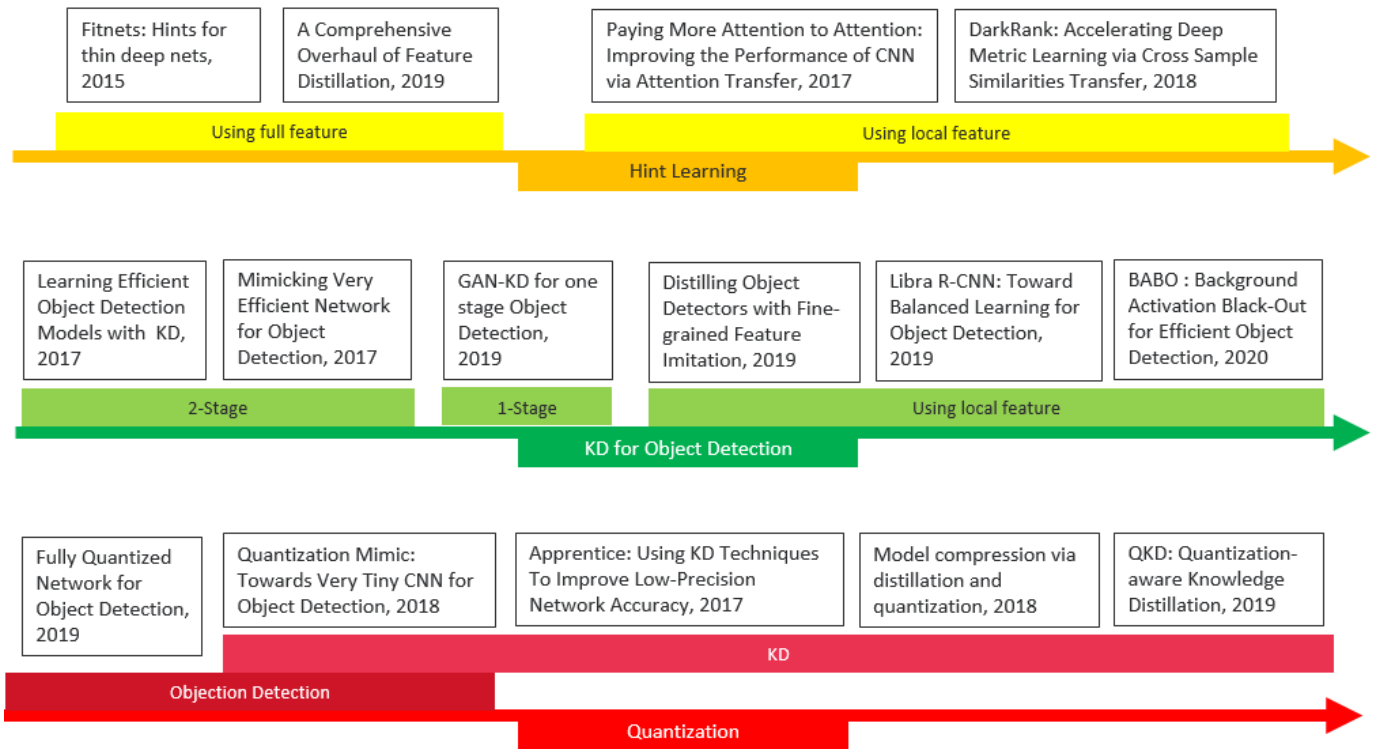 Fitnets: Hints for
thin deep nets,
2015
A Comprehensive
Overhaul of Feature
Distillation, 2019
Paying More Attention to Attention:
Improving the Performance of CNN
via Attention Transfer, 2017
DarkRank: Accelerating Deep
Metric Learning via Cross Sample
Similarities Transfer, 2018
Using full feature
Using local feature
Hint Learning
Learning Efficient
Object Detection
Models with KD,
2017
Mimicking Very
Efficient Network
for Object
Detection, 2017
GAN-KD for one
stage Object
Detection,
2019
Distilling Object
Detectors with Fine-
grained Feature
Imitation, 2019
Libra R-CNN: Toward
Balanced Learning for
Object Detection,
2019
BABO : Background
Activation Black-Out
for Efficient Object
Detection, 2020
2-Stage
1-Stage
Using local feature
KD for Object Detection
Fully Quantized
Network for
Object Detection,
2019
Quantization Mimic:
Towards Very Tiny CNN for
Object Detection, 2018
Apprentice: Using KD Techniques
To Improve Low-Precision
Network Accuracy, 2017
Model compression via
distillation and
quantization, 2018
QKD: Quantization-
aware Knowledge
Distillation, 2019
KD
Objection Detection
Quantization